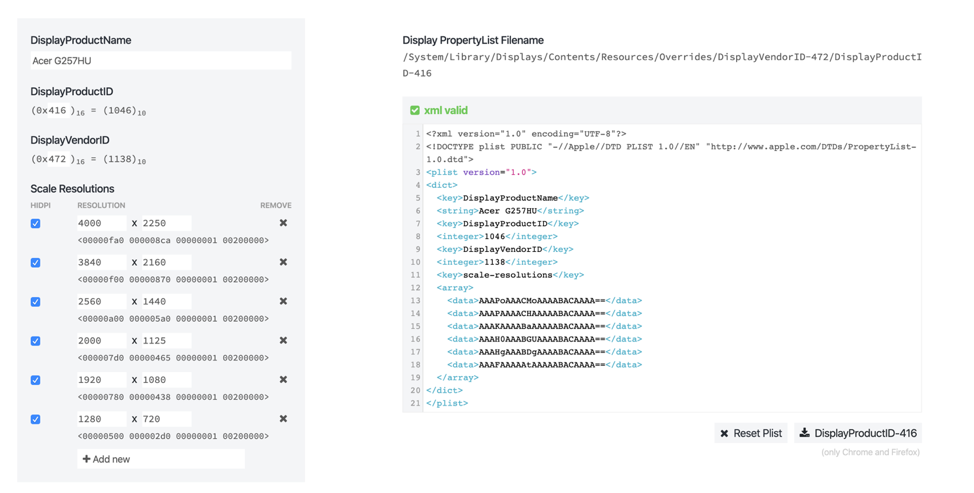 DisplayProductName
Acer G257HU
DisplayProductID
(0x416 )16 = (1046)10
DisplayVendorID
(0x472 )16 = (1138)10
Scale Resolutions
HIDPI RESOLUTION REMOVE
4000 X 2250 ✖
<00000fa0 000008ca 00000001 00200000>
3840 X 2160 ✖
<00000f00 00000870 00000001 00200000>
2560 X 1440 ✖
<00000a00 000005a0 00000001 00200000>
2000 X 1125 ✖
<000007d0 00000465 00000001 00200000>
1920 X 1080 ✖
<00000780 00000438 00000001 00200000>
1280 X 720 ✖
<00000500 000002d0 00000001 00200000>
+ Add new
Display PropertyList Filename
/System/Library/Displays/Contents/Resources/Overrides/DisplayVendorID-472/DisplayProductI
D-416
xml valid
1 <?xml version="1.0" encoding="UTF-8"?>
2 <!DOCTYPE plist PUBLIC "-//Apple//DTD PLIST 1.0//EN" "http://www.apple.com/DTDs/PropertyList-
1.0.dtd">
3 <plist version="1.0">
4 <dict>
5 <key>DisplayProductName</key>
6 <string>Acer G257HU</string>
7 <key>DisplayProductID</key>
8 <integer>1046</integer>
9 <key>DisplayVendorID</key>
10 <integer>1138</integer>
11 <key>scale-resolutions</key>
12 <array>
13 <data>AAAPoAAACMoAAAABACAAAA==</data>
14 <data>AAAPAAAACHAAAAABACAAAA==</data>
15 <data>AAAKAAAABaAAAAABACAAAA==</data>
16 <data>AAAH0AAABGUAAAABACAAAA==</data>
17 <data>AAAHgAAABDgAAAABACAAAA==</data>
18 <data>AAAFAAAAAtAAAAABACAAAA==</data>
19 </array>
20 </dict>
21 </plist>
✖ Reset Plist DisplayProductID-416
(only Chrome and Firefox)